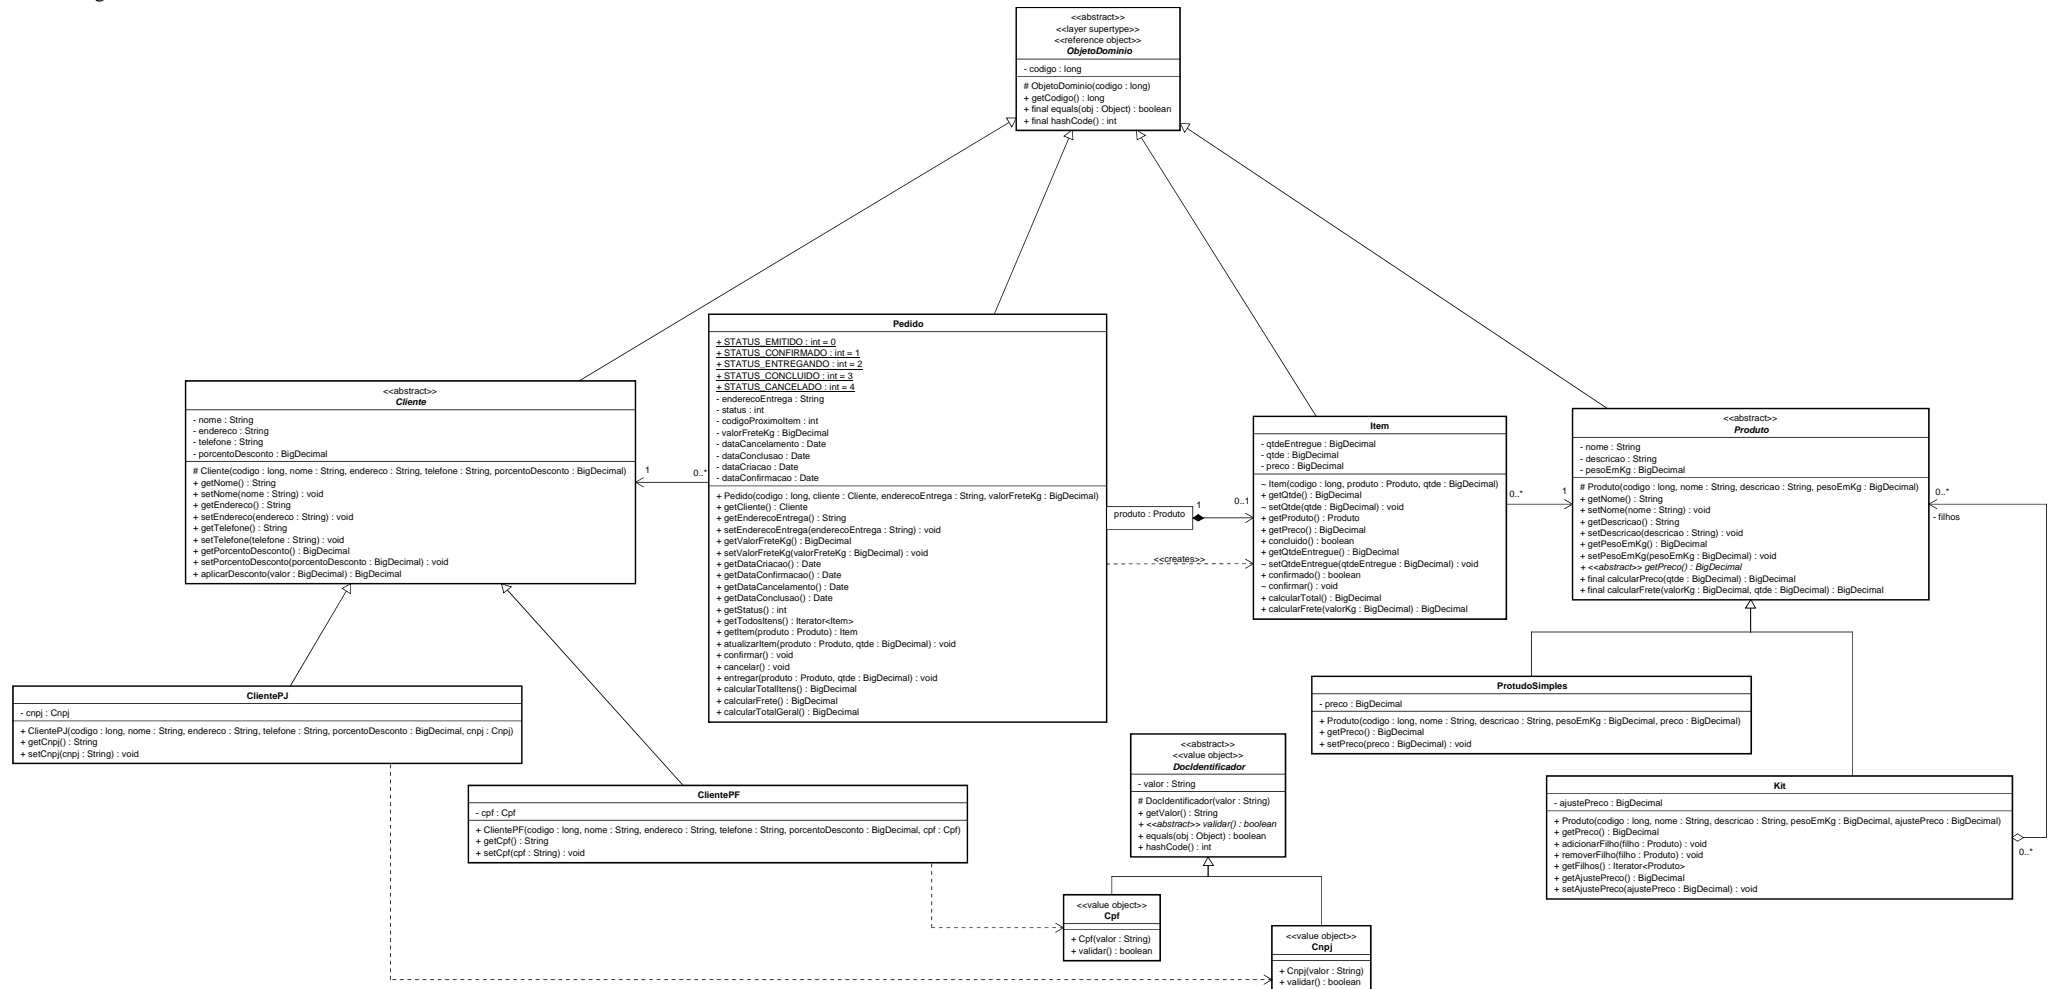 <<abstract>>
<<layer supertype>>
<<reference object>>
ObjetoDominio
- codigo : long
# ObjetoDominio(codigo : long)
+ getCodigo() : long
+ final equals(obj : Object) : boolean
+ final hashCode() : int
Pedido
+ STATUS_EMITIDO : int = 0
+ STATUS_CONFIRMADO : int = 1
+ STATUS_ENTREGANDO : int = 2
+ STATUS_CONCLUIDO : int = 3
+ STATUS_CANCELADO : int = 4
- enderecoEntrega : String
- status : int
- codigoProximoItem : int
- valorFreteKg : BigDecimal
- dataCancelamento : Date
- dataConclusao : Date
- dataCriacao : Date
- dataConfirmacao : Date
+ Pedido(codigo : long, cliente : Cliente, enderecoEntrega : String, valorFreteKg : BigDecimal)
+ getCliente() : Cliente
+ getEnderecoEntrega() : String
+ setEnderecoEntrega(enderecoEntrega : String) : void
+ getValorFreteKg() : BigDecimal
+ setValorFreteKg(valorFreteKg : BigDecimal) : void
+ getDataCriacao() : Date
+ getDataConfirmacao() : Date
+ getDataCancelamento() : Date
+ getDataConclusao() : Date
+ getStatus() : int
+ getTodosItens() : Iterator<Item>
+ getItem(produto : Produto) : Item
+ atualizarItem(produto : Produto, qtde : BigDecimal) : void
+ confirmar() : void
+ cancelar() : void
+ entregar(produto : Produto, qtde : BigDecimal) : void
+ calcularTotalItens() : BigDecimal
+ calcularFrete() : BigDecimal
+ calcularTotalGeral() : BigDecimal
<<abstract>>
Cliente
- nome : String
- endereco : String
- telefone : String
- porcentoDesconto : BigDecimal
# Cliente(codigo : long, nome : String, endereco : String, telefone : String, porcentoDesconto : BigDecimal)
+ getNome() : String
+ setNome(nome : String) : void
+ getEndereco() : String
+ setEndereco(endereco : String) : void
+ getTelefone() : String
+ setTelefone(telefone : String) : void
+ getPorcentoDesconto() : BigDecimal
+ setPorcentoDesconto(porcentoDesconto : BigDecimal) : void
+ aplicarDesconto(valor : BigDecimal) : BigDecimal
1
0..*
produto : Produto
1
0..1
<<creates>>
Item
- qtdeEntregue : BigDecimal
- qtde : BigDecimal
- preco : BigDecimal
~ Item(codigo : long, produto : Produto, qtde : BigDecimal)
+ getQtde() : BigDecimal
~ setQtde(qtde : BigDecimal) : void
+ getProduto() : Produto
+ getPreco() : BigDecimal
+ concluido() : boolean
+ getQtdeEntregue() : BigDecimal
~ setQtdeEntregue(qtdeEntregue : BigDecimal) : void
+ confirmado() : boolean
~ confirmar() : void
+ calcularTotal() : BigDecimal
+ calcularFrete(valorKg : BigDecimal) : BigDecimal
0..*
1
<<abstract>>
Produto
- nome : String
- descricao : String
- pesoEmKg : BigDecimal
# Produto(codigo : long, nome : String, descricao : String, pesoEmKg : BigDecimal)
+ getNome() : String
+ setNome(nome : String) : void
+ getDescricao() : String
+ setDescricao(descricao : String) : void
+ getPesoEmKg() : BigDecimal
+ setPesoEmKg(pesoEmKg : BigDecimal) : void
+ <<abstract>> getPreco() : BigDecimal
+ final calcularPreco(qtde : BigDecimal) : BigDecimal
+ final calcularFrete(valorKg : BigDecimal, qtde : BigDecimal) : BigDecimal
0..*
- filhos
ClientePJ
- cnpj : Cnpj
+ ClientePJ(codigo : long, nome : String, endereco : String, telefone : String, porcentoDesconto : BigDecimal, cnpj : Cnpj)
+ getCnpj() : String
+ setCnpj(cnpj : String) : void
ClientePF
- cpf : Cpf
+ ClientePF(codigo : long, nome : String, endereco : String, telefone : String, porcentoDesconto : BigDecimal, cpf : Cpf)
+ getCpf() : String
+ setCpf(cpf : String) : void
<<abstract>>
<<value object>>
DocIdentificador
- valor : String
# DocIdentificador(valor : String)
+ getValor() : String
+ <<abstract>> validar() : boolean
+ equals(obj : Object) : boolean
+ hashCode() : int
<<value object>>
Cpf
+ Cpf(valor : String)
+ validar() : boolean
<<value object>>
Cnpj
+ Cnpj(valor : String)
+ validar() : boolean
ProtudoSimples
- preco : BigDecimal
+ Produto(codigo : long, nome : String, descricao : String, pesoEmKg : BigDecimal, preco : BigDecimal)
+ getPreco() : BigDecimal
+ setPreco(preco : BigDecimal) : void
Kit
- ajustePreco : BigDecimal
+ Produto(codigo : long, nome : String, descricao : String, pesoEmKg : BigDecimal, ajustePreco : BigDecimal)
+ getPreco() : BigDecimal
+ adicionarFilho(filho : Produto) : void
+ removerFilho(filho : Produto) : void
+ getFilhos() : Iterator<Produto>
+ getAjustePreco() : BigDecimal
+ setAjustePreco(ajustePreco : BigDecimal) : void
0..*